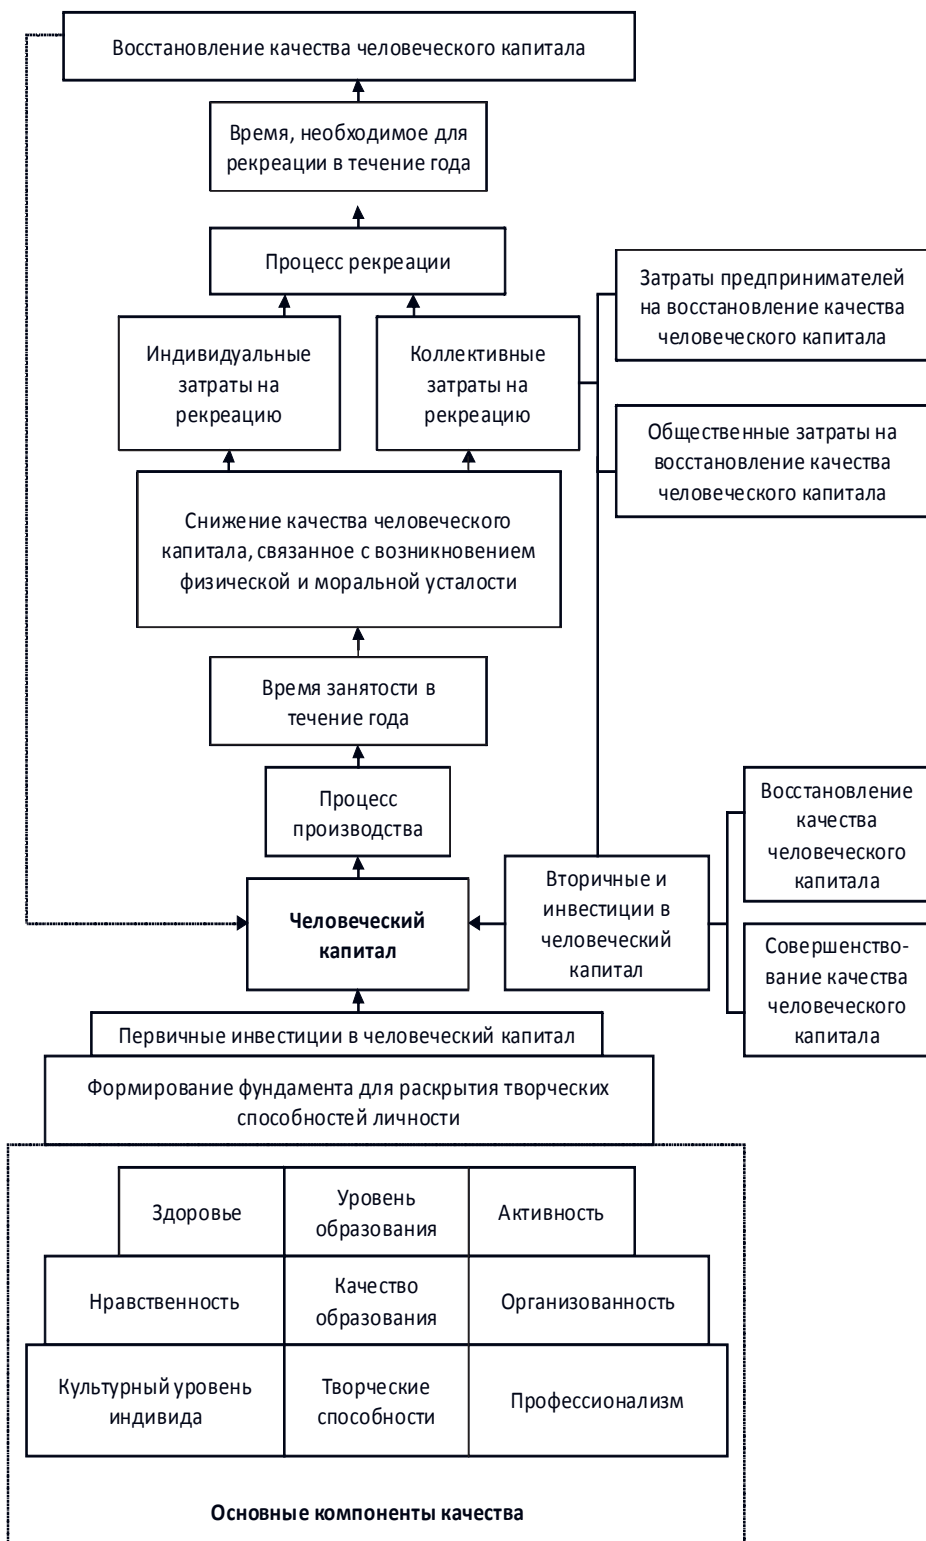 Восстановление качества человеческого капитала
Время, необходимое для
рекреации в течение года
Процесс рекреации
Затраты предпринимателей
на восстановление качества
человеческого капитала
Индивидуальные
затраты на
рекреацию
Коллективные
затраты на
рекреацию
Общественные затраты на
восстановление качества
человеческого капитала
Снижение качества человеческого
капитала, связанное с возникновением
физической и моральной усталости
Время занятости в
течение года
Процесс
производства
Восстановление
качества
человеческого
капитала
Человеческий
капитал
Вторичные и
инвестиции в
человеческий
капитал
Совершенство-
вание качества
человеческого
капитала
Первичные инвестиции в человеческий капитал
Формирование фундамента для раскрытия творческих
способностей личности
Здоровье
Уровень
образования
Активность
Нравственность
Качество
образования
Организованность
Культурный уровень
индивида
Творческие
способности
Профессионализм
Основные компоненты качества